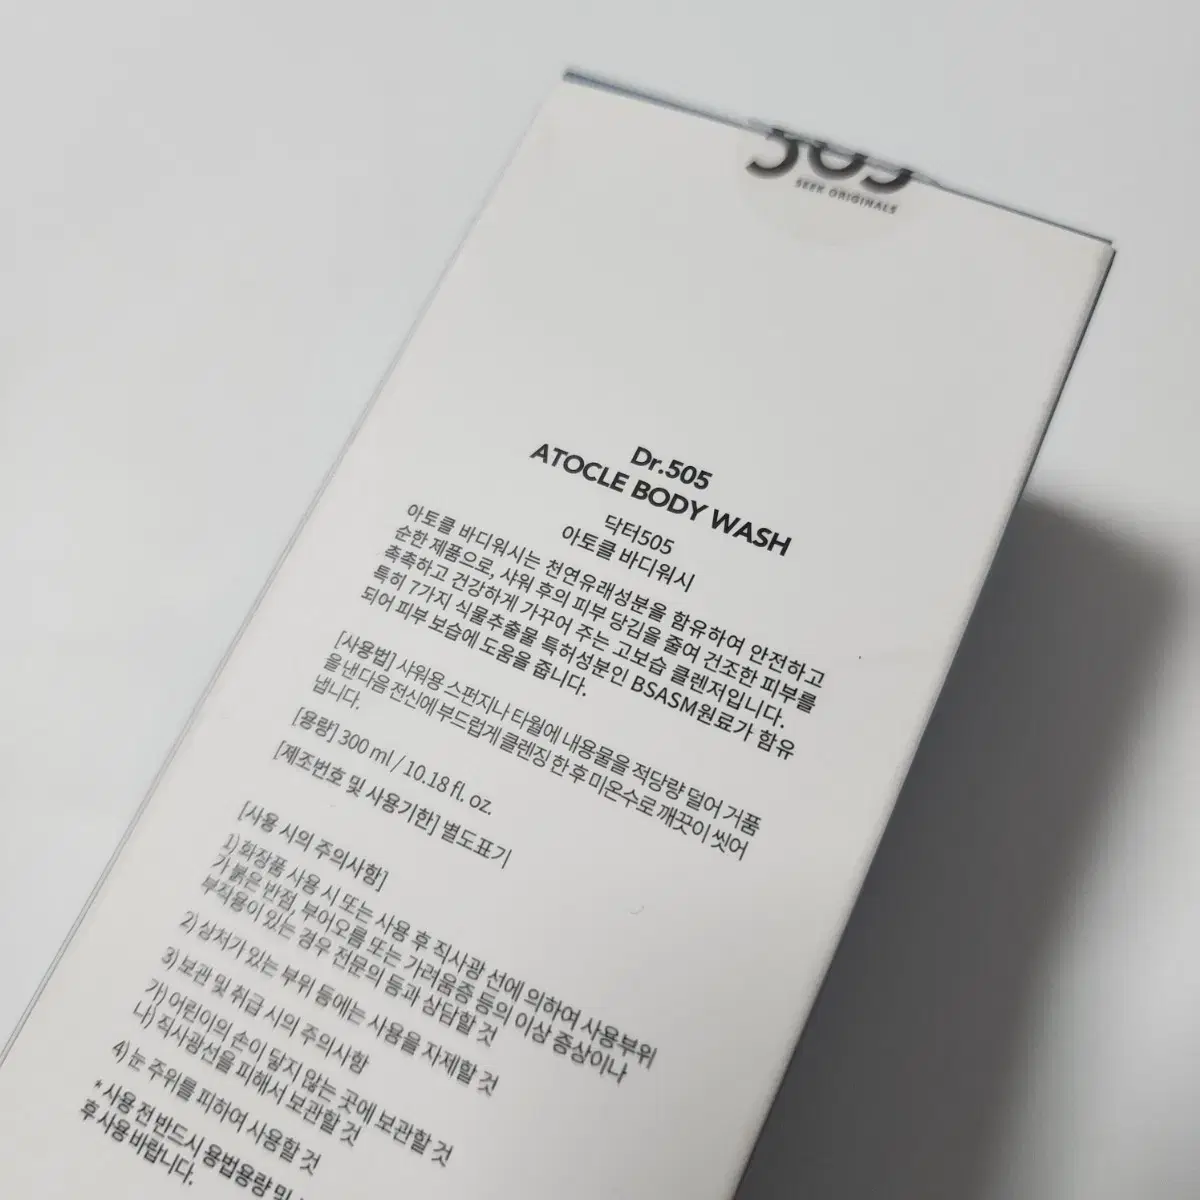 505
SEEK ORIGINALS
Dr.505
ATOCLE BODY WASH
닥터505
아토클 바디워시
아토클 바디워시는 천연유래성분을 함유하여 안전하고
순한 제품으로, 샤워 후의 피부 당김을 줄여 건조한 피부를
촉촉하고 건강하게 가꾸어 주는 고보습 클렌저입니다.
특히 7가지 식물추출물 특허성분인 BSASM원료가 함유
되어 피부 보습에 도움을 줍니다.
[사용법] 샤워용 스펀지나 타월에 내용물을 적당량 덜어 거품
을 낸 다음 전신에 부드럽게 클렌징 한 후 미온수로 깨끗이 씻어
냅니다.
[용량] 300 ml / 10.18 fl. oz.
[제조번호 및 사용기한] 별도표기
[사용 시의 주의사항]
1) 화장품 사용 시 또는 사용 후 직사광 선에 의하여 사용부위
가 붉은 반점, 부어오름 또는 가려움증 등의 이상 증상이나
부작용이 있는 경우 전문의 등과 상담할 것
2) 상처가 있는 부위 등에는 사용을 자제할 것
3) 보관 및 취급 시의 주의사항
가) 어린이의 손이 닿지 않는 곳에 보관할 것
나) 직사광선을 피해서 보관할 것
4) 눈 주위를 피하여 사용할 것
* 사용 전 반드시 용법용량 및
후 사용 바랍니다.